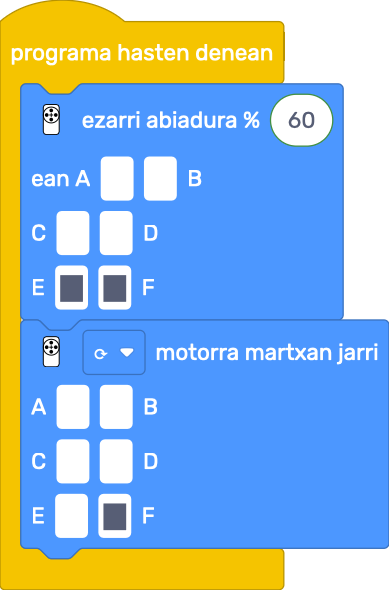 programa hasten denean
ezarri abiadura % 60
ean A B
C D
E F
motorra martxan jarri
A B
C D
E F